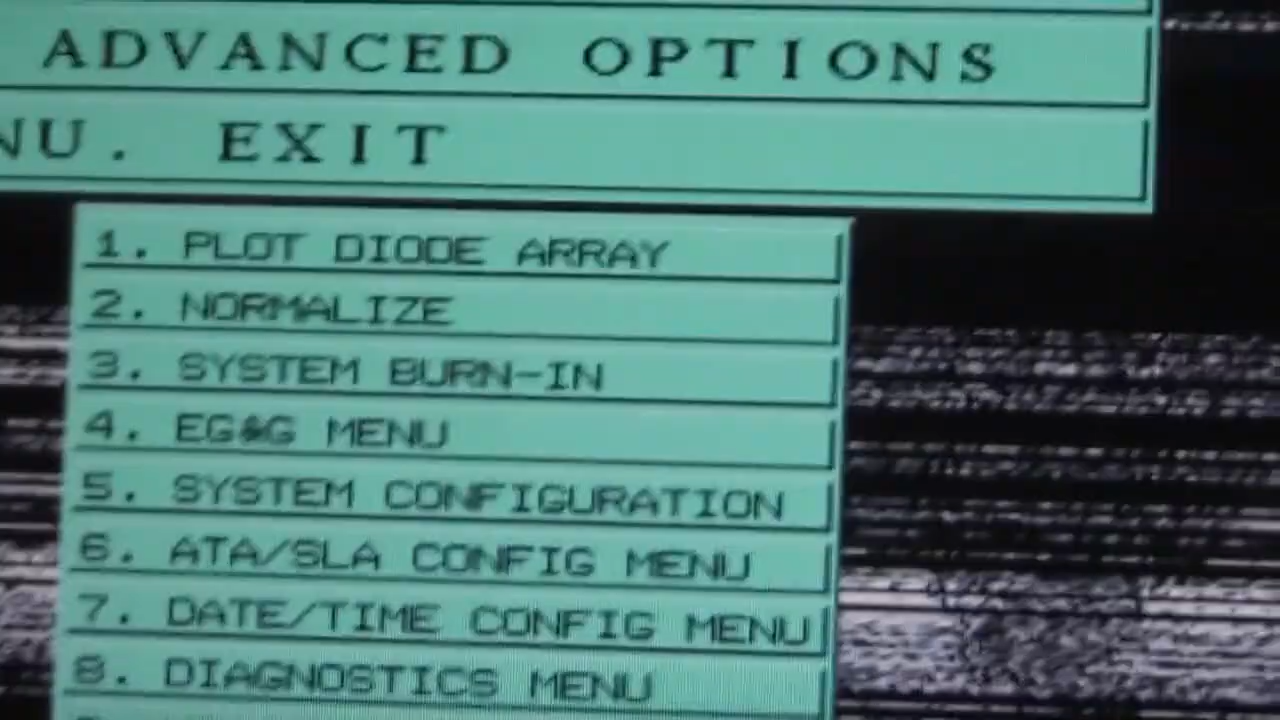 ADVANCED OPTIONS
NU. EXIT
1. PLOT DIODE ARRAY
2. NORMALIZE
3. SYSTEM BURN-IN
4. EG&G MENU
5. SYSTEM CONFIGURATION
6. ATA/SLA CONFIG MENU
7. DATE/TIME CONFIG MENU
8. DIAGNOSTICS MENU